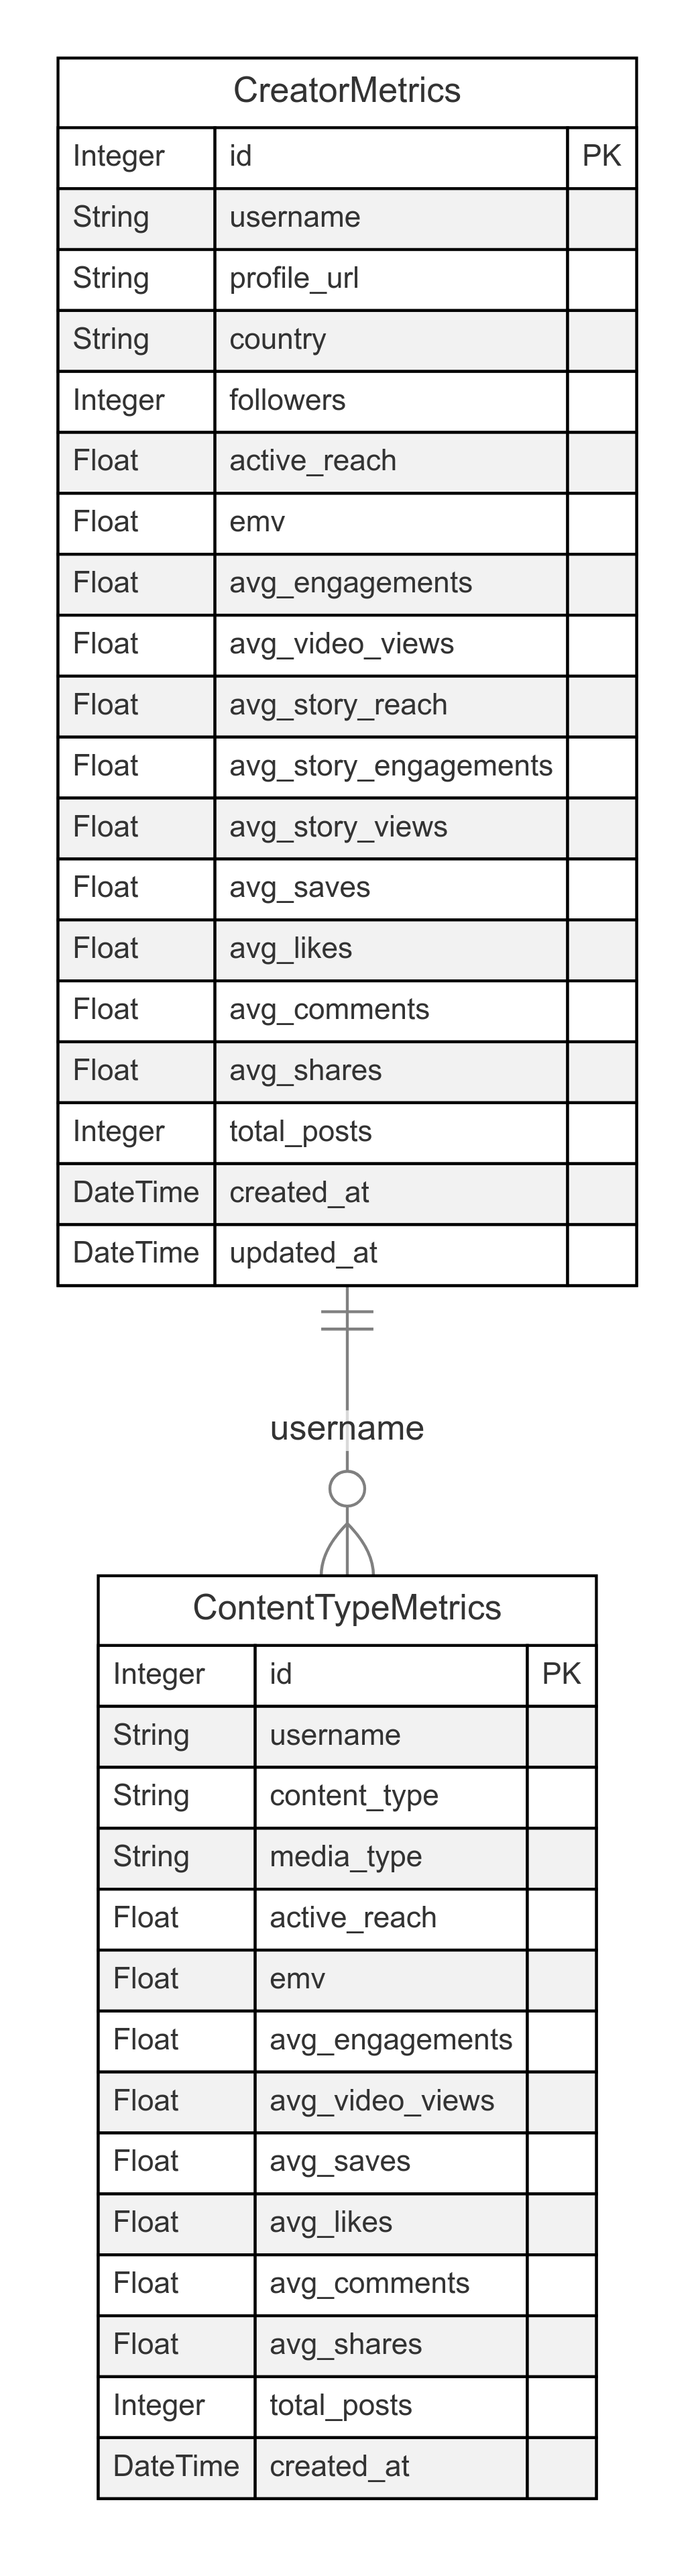 CreatorMetrics
Integer id PK
String username
String profile_url
String country
Integer followers
Float active_reach
Float emv
Float avg_engagements
Float avg_video_views
Float avg_story_reach
Float avg_story_engagements
Float avg_story_views
Float avg_saves
Float avg_likes
Float avg_comments
Float avg_shares
Integer total_posts
DateTime created_at
DateTime updated_at
username
ContentTypeMetrics
Integer id PK
String username
String content_type
String media_type
Float active_reach
Float emv
Float avg_engagements
Float avg_video_views
Float avg_saves
Float avg_likes
Float avg_comments
Float avg_shares
Integer total_posts
DateTime created_at